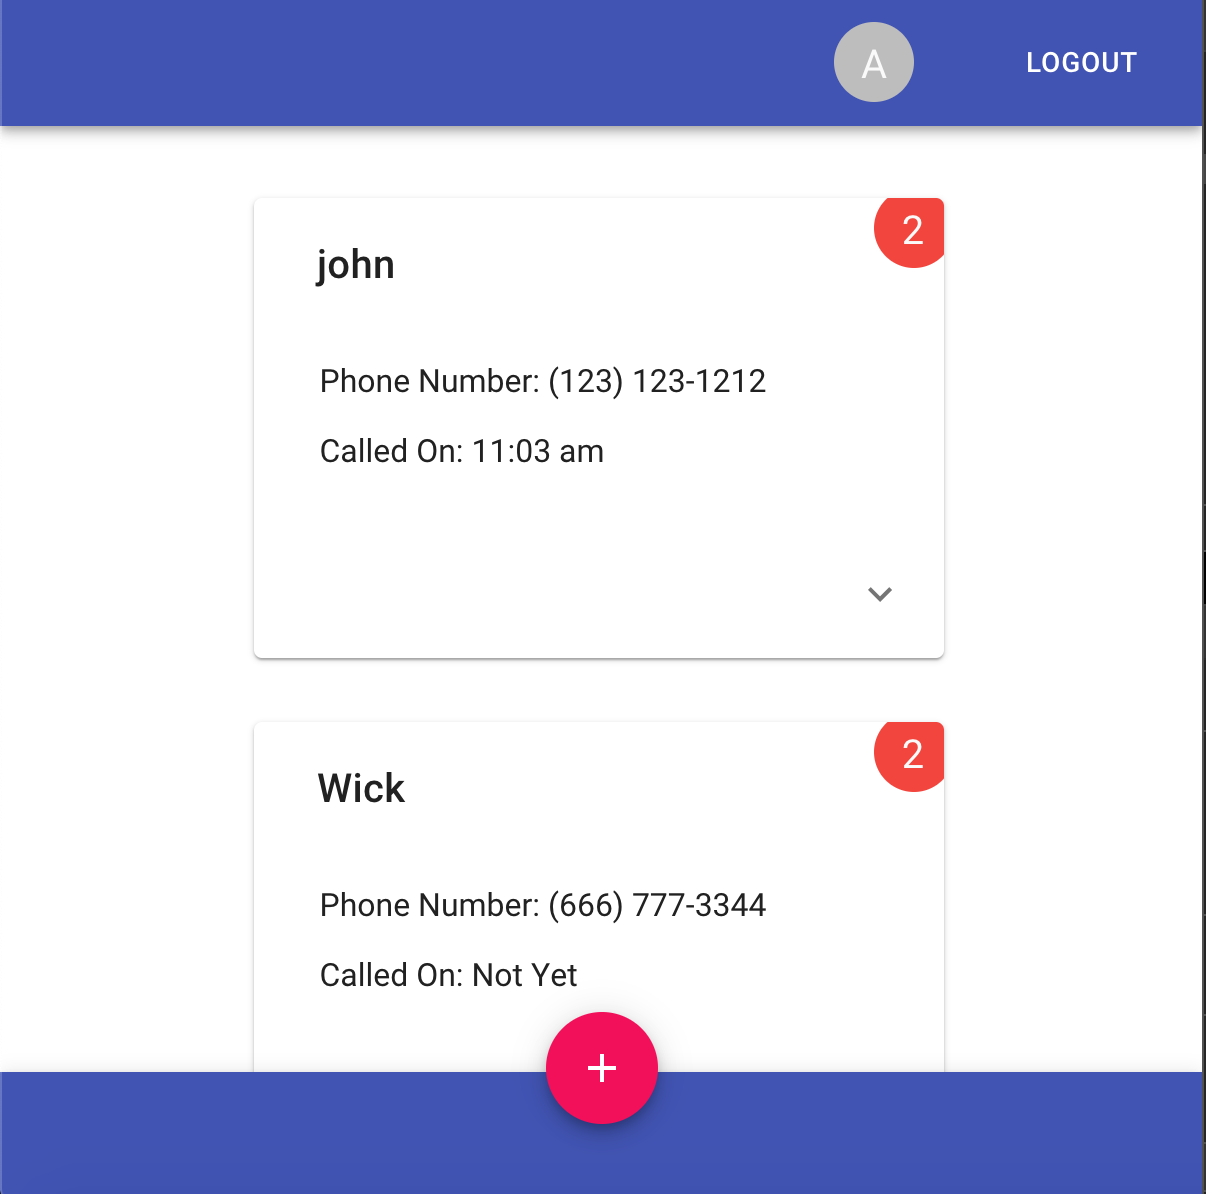 A LOGOUT
2
john
Phone Number: (123) 123-1212
Called On: 11:03 am
2
Wick
Phone Number: (666) 777-3344
Called On: Not Yet
+